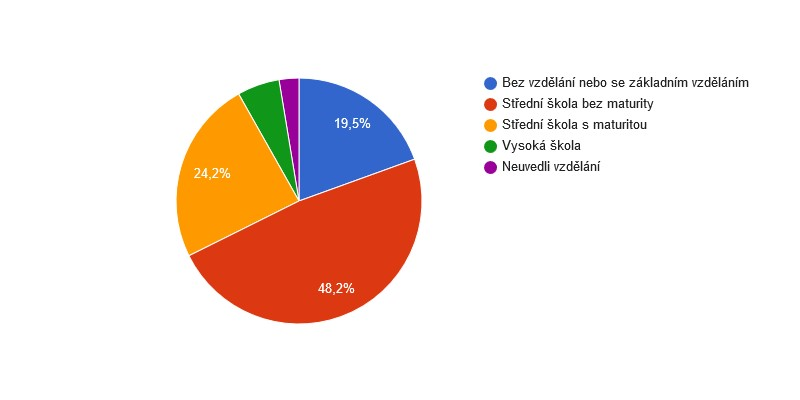 Bez vzdělání nebo se základním vzděláním
Střední škola bez maturity
Střední škola s maturitou
Vysoká škola
Neuvedli vzdělání
19,5%
24,2%
48,2%